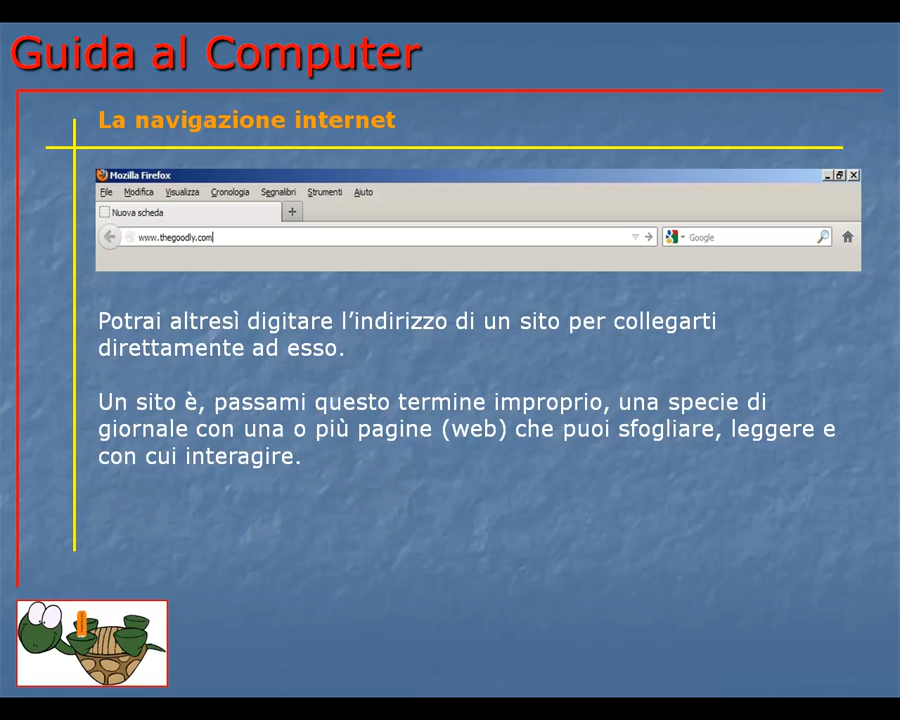 Guida al Computer
La navigazione internet
Mozilla Firefox
File Modifica Visualizza Cronologia Segnalibri Strumenti Aiuto
Nuova scheda
www.thegoodly.com
Google
Potrai altresì digitare l’indirizzo di un sito per collegarti
direttamente ad esso.
Un sito è, passami questo termine improprio, una specie di
giornale con una o più pagine (web) che puoi sfogliare, leggere e
con cui interagire.